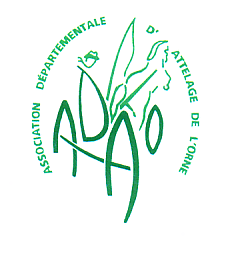 ASSOCIATION DÉPARTEMENTALE D'ATTELAGE DE L'ORNE
ADAO